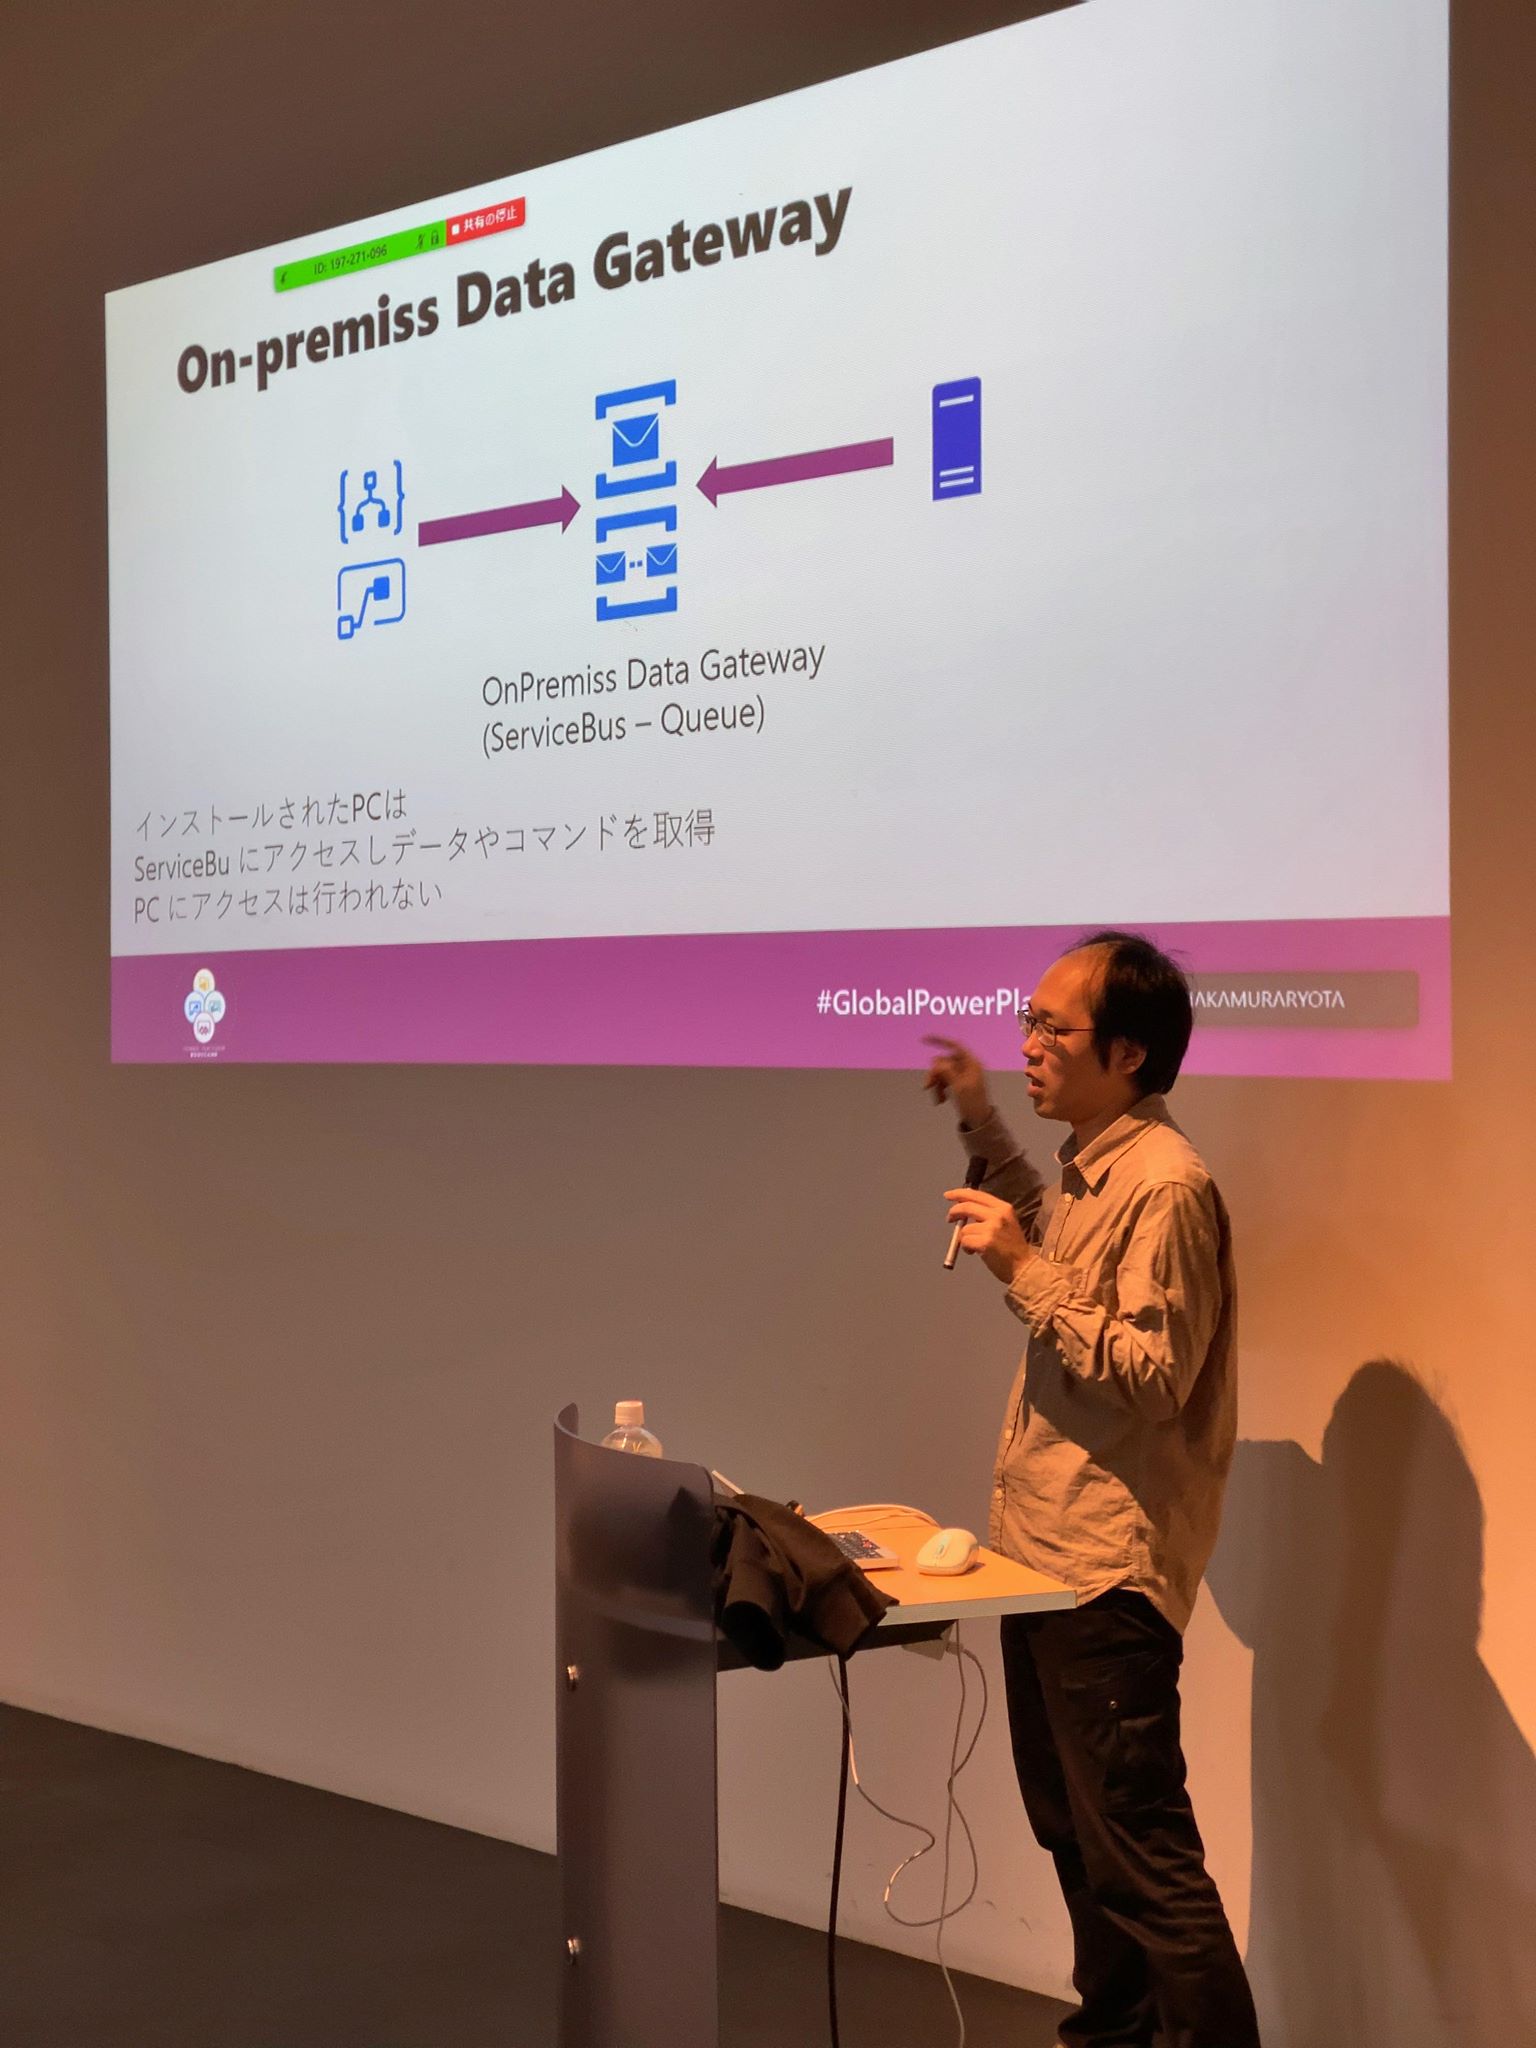 ID: 197-271-096
共有の停止
On-premiss Data Gateway
OnPremiss Data Gateway
(ServiceBus – Queue)
インストールされたPCは
ServiceBu にアクセスしデータやコマンドを取得
PC にアクセスは行われない
#GlobalPowerPla
AKAMURARYOTA
BOOTCAMP